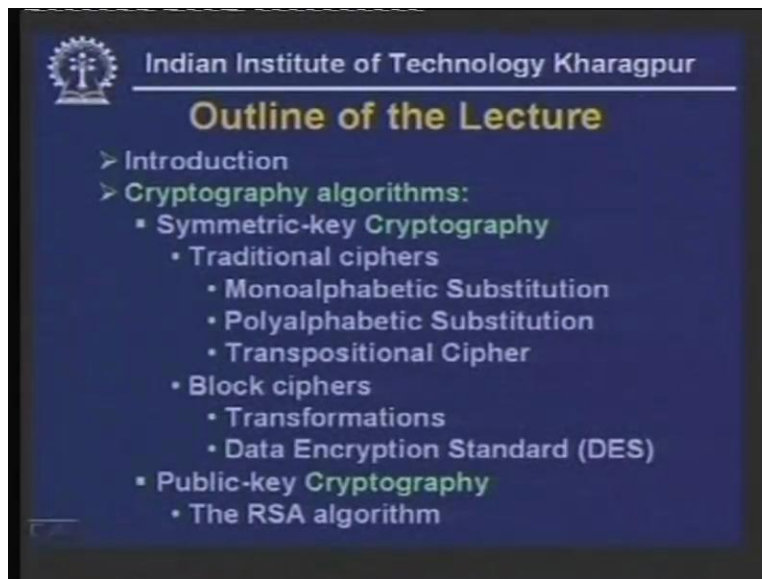 Indian Institute of Technology Kharagpur
Outline of the Lecture
➢ Introduction
➢ Cryptography algorithms:
▪ Symmetric-key Cryptography
• Traditional ciphers
• Monoalphabetic Substitution
• Polyalphabetic Substitution
• Transpositional Cipher
• Block ciphers
• Transformations
• Data Encryption Standard (DES)
▪ Public-key Cryptography
• The RSA algorithm